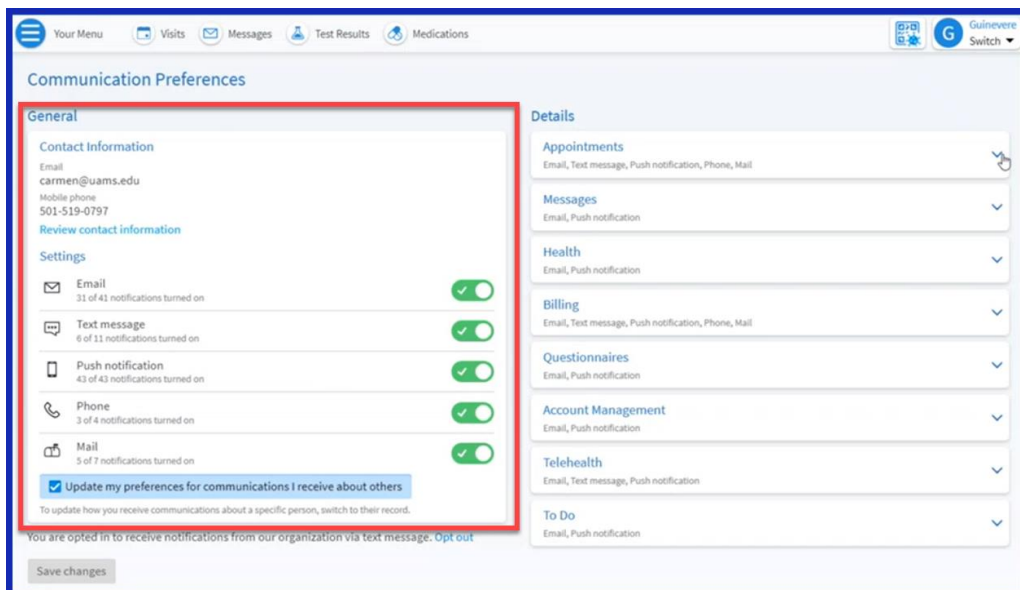 Your Menu Visits Messages Test Results Medications
G Guinevere
Switch
Communication Preferences
General
Contact Information
Email
carmen@uams.edu
Mobile phone
501-519-0797
Review contact information
Settings
Email
31 of 41 notifications turned on
Text message
6 of 11 notifications turned on
Push notification
43 of 43 notifications turned on
Phone
3 of 4 notifications turned on
Mail
5 of 7 notifications turned on
Update my preferences for communications I receive about others
To update how you receive communications about a specific person, switch to their record.
You are opted in to receive notifications from our organization via text message. Opt out
Save changes
Details
Appointments
Email, Text message, Push notification, Phone, Mail
Messages
Email, Push notification
Health
Email, Push notification
Billing
Email, Text message, Push notification, Phone, Mail
Questionnaires
Email, Push notification
Account Management
Email, Push notification
Telehealth
Email, Text message, Push notification
To Do
Email, Push notification